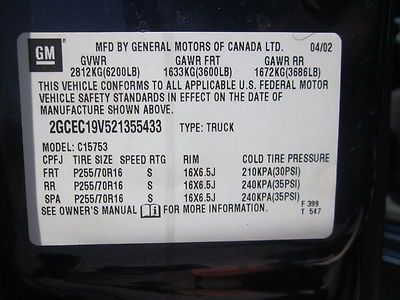 GM
MFD BY GENERAL MOTORS OF CANADA LTD. 04/02
GVWR GAWR FRT GAWR RR
2812KG(6200LB) 1633KG(3600LB) 1672KG(3686LB)
THIS VEHICLE CONFORMS TO ALL APPLICABLE U.S. FEDERAL MOTOR
VEHICLE SAFETY STANDARDS IN EFFECT ON THE DATE OF
MANUFACTURE SHOWN ABOVE.
2GCEC19V521355433 TYPE: TRUCK
MODEL: C15753
CPFJ TIRE SIZE SPEED RTG RIM COLD TIRE PRESSURE
FRT P255/70R16 S 16X6.5J 210KPA(30PSI)
RR P255/70R16 S 16X6.5J 240KPA(35PSI)
SPA P255/70R16 S 16X6.5J 240KPA(35PSI)
SEE OWNER'S MANUAL FOR MORE INFORMATION. F 399
T 547